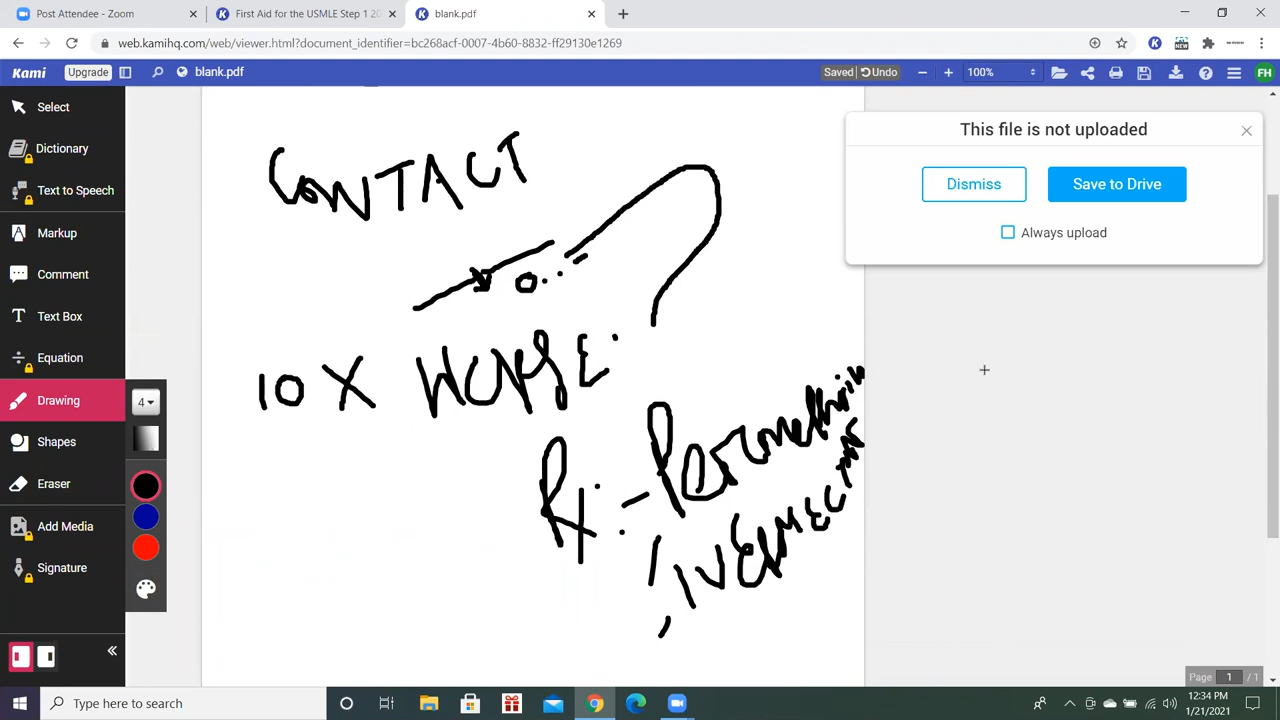 Post Attendee - Zoom
First Aid for the USMLE Step 1 20
blank.pdf
web.kamihq.com/web/viewer.html?document_identifier=bc268acf-0007-4b60-8832-ff29130e1269
NEW
Kami
Upgrade
blank.pdf
Saved
Undo
100%
FH
Select
Dictionary
Text to Speech
Markup
Comment
Text Box
Equation
Drawing
4
Shapes
Eraser
Add Media
Signature
This file is not uploaded
Dismiss
Save to Drive
Always upload
CONTACT
10 X WORSE
Rx:- Permethrin
, IVERMECTIN
Page 1 / 1
Type here to search
12:34 PM
1/21/2021